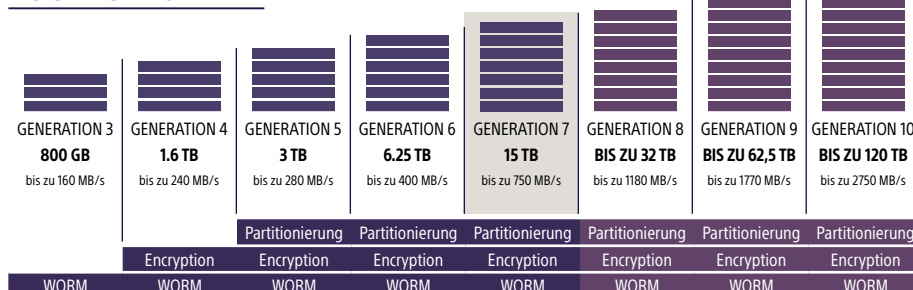 GENERATION 3 GENERATION 4 GENERATION 5 GENERATION 6 GENERATION 7 GENERATION 8 GENERATION 9 GENERATION 10
800 GB 1.6 TB 3 TB 6.25 TB 15 TB BIS ZU 32 TB BIS ZU 62,5 TB BIS ZU 120 TB
bis zu 160 MB/s bis zu 240 MB/s bis zu 280 MB/s bis zu 400 MB/s bis zu 750 MB/s bis zu 1180 MB/s bis zu 1770 MB/s bis zu 2750 MB/s
Partitionierung Partitionierung Partitionierung Partitionierung Partitionierung Partitionierung
Encryption Encryption Encryption Encryption Encryption Encryption Encryption
WORM WORM WORM WORM WORM WORM WORM WORM